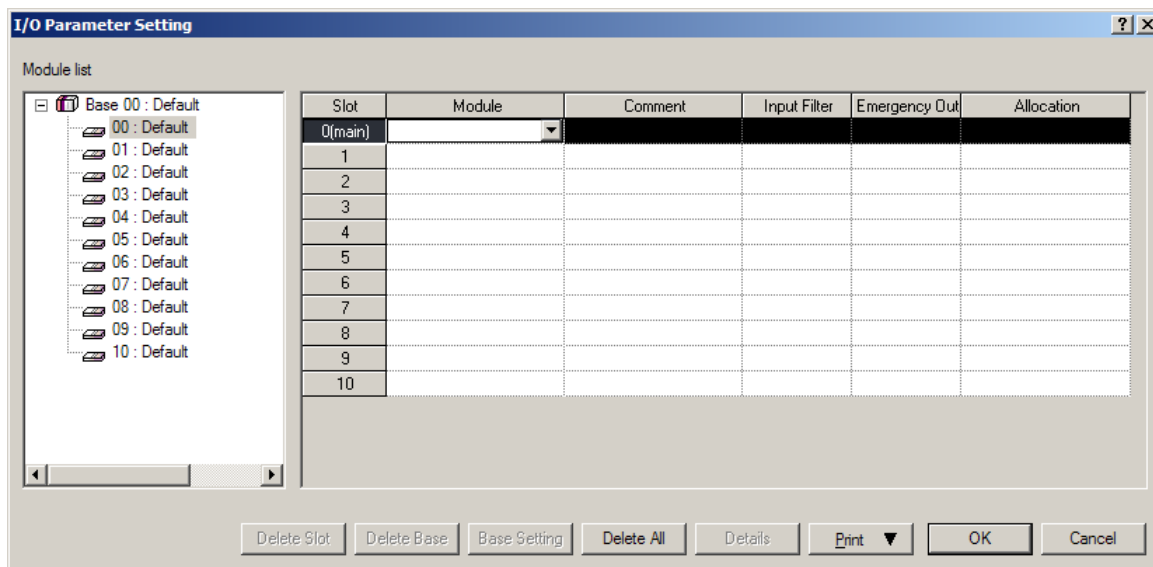 I/O Parameter Setting
Module list
Base 00 : Default
00 : Default
01 : Default
02 : Default
03 : Default
04 : Default
05 : Default
06 : Default
07 : Default
08 : Default
09 : Default
10 : Default
Slot Module Comment Input Filter Emergency Out Allocation
0(main)
1
2
3
4
5
6
7
8
9
10
Delete Slot Delete Base Base Setting Delete All Details Print OK Cancel